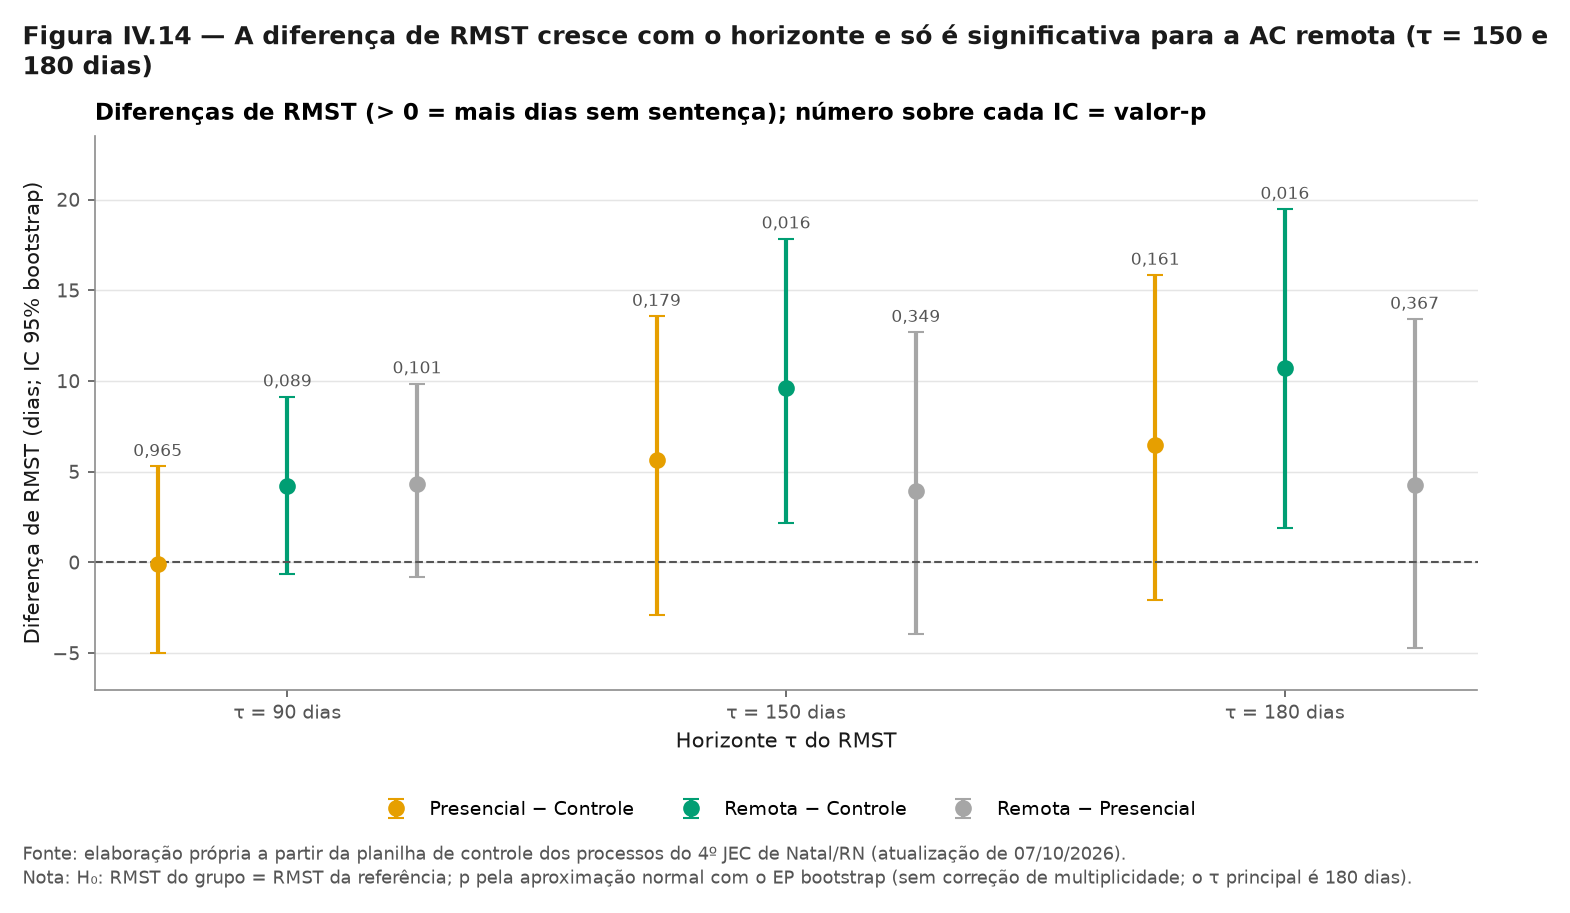 Figura IV.14 — A diferença de RMST cresce com o horizonte e só é significativa para a AC remota (τ = 150 e
180 dias)
Diferenças de RMST (> 0 = mais dias sem sentença); número sobre cada IC = valor-p
Diferença de RMST (dias; IC 95% bootstrap)
20
15
10
5
0
−5
0,965
0,089
0,101
0,179
0,016
0,349
0,161
0,016
0,367
τ = 90 dias
τ = 150 dias
τ = 180 dias
Horizonte τ do RMST
Presencial − Controle
Remota − Controle
Remota − Presencial
Fonte: elaboração própria a partir da planilha de controle dos processos do 4º JEC de Natal/RN (atualização de 07/10/2026).
Nota: H₀: RMST do grupo = RMST da referência; p pela aproximação normal com o EP bootstrap (sem correção de multiplicidade; o τ principal é 180 dias).